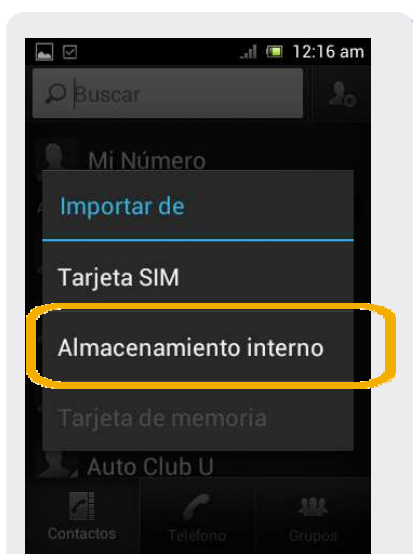 12:16 am
Buscar
Mi Número
Importar de
Tarjeta SIM
Almacenamiento interno
Tarjeta de memoria
Auto Club U
Contactos Teléfono Grupos